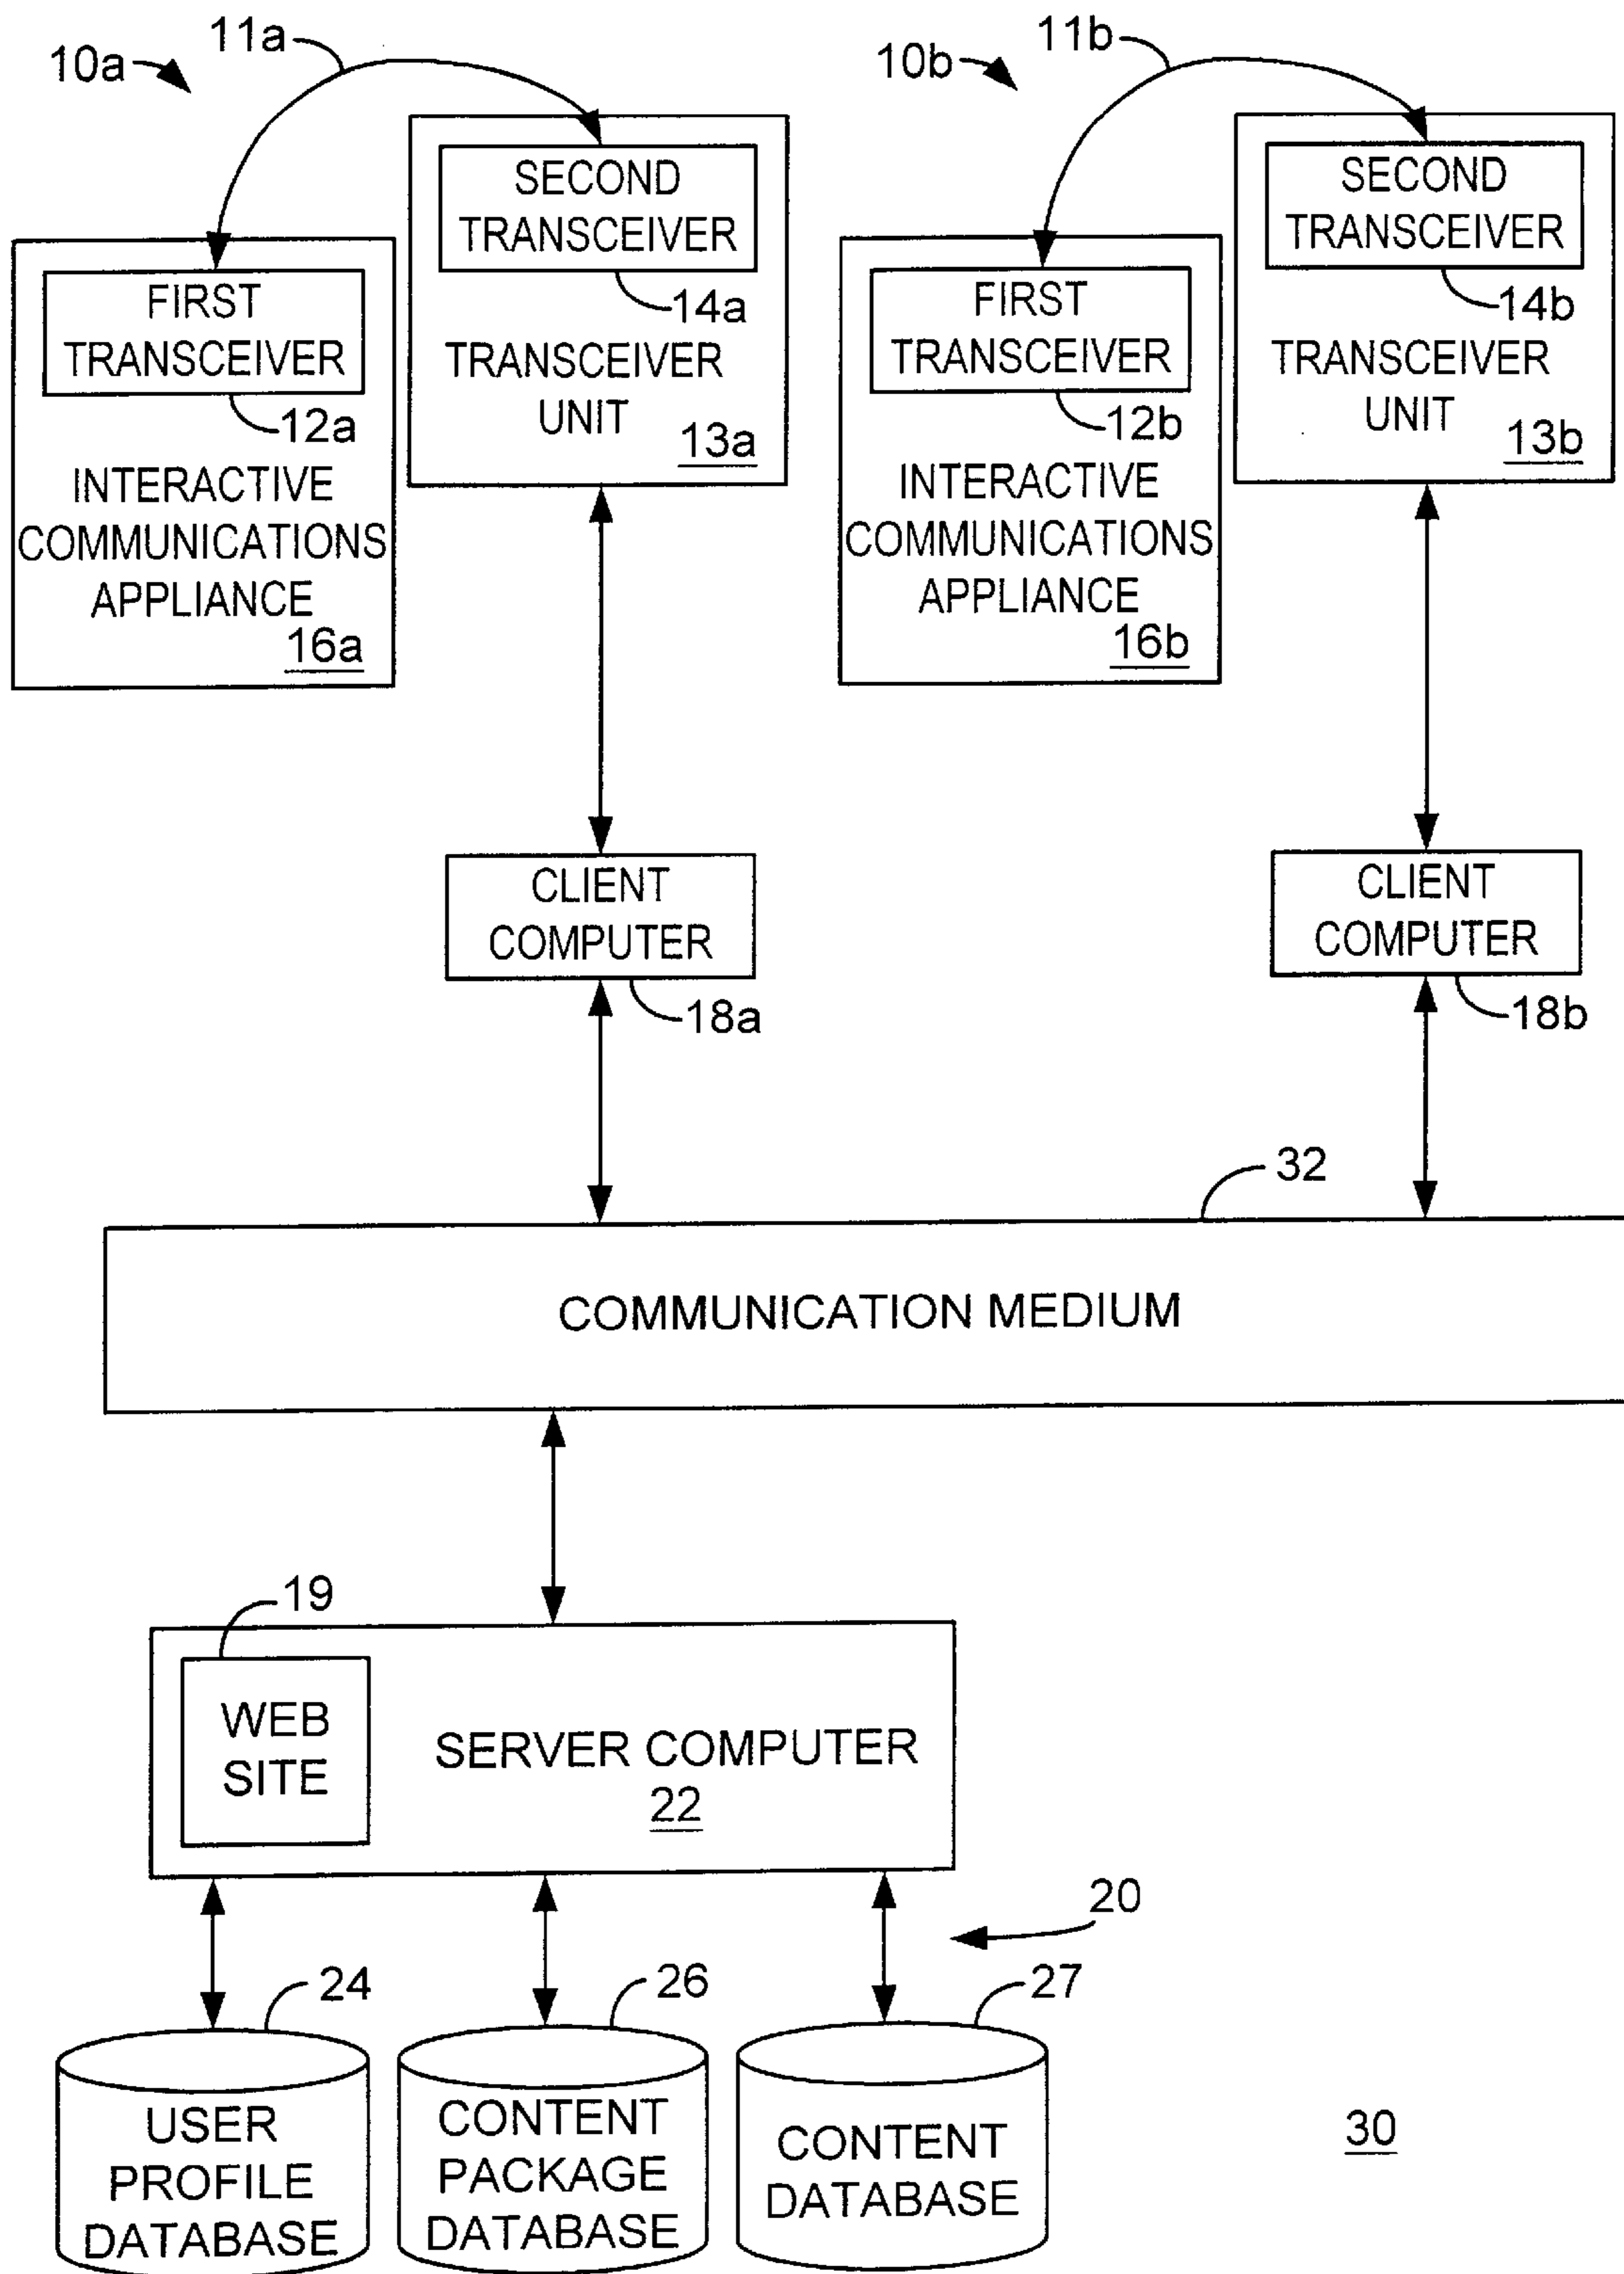 10a
11a
10b
11b
SECOND
TRANSCEIVER
14a
TRANSCEIVER
UNIT
13a
FIRST
TRANSCEIVER
12a
INTERACTIVE
COMMUNICATIONS
APPLIANCE
16a
SECOND
TRANSCEIVER
14b
TRANSCEIVER
UNIT
13b
FIRST
TRANSCEIVER
12b
INTERACTIVE
COMMUNICATIONS
APPLIANCE
16b
CLIENT
COMPUTER
18a
CLIENT
COMPUTER
18b
32
COMMUNICATION MEDIUM
19
WEB
SITE
SERVER COMPUTER
22
20
24
26
27
USER
PROFILE
DATABASE
CONTENT
PACKAGE
DATABASE
CONTENT
DATABASE
30